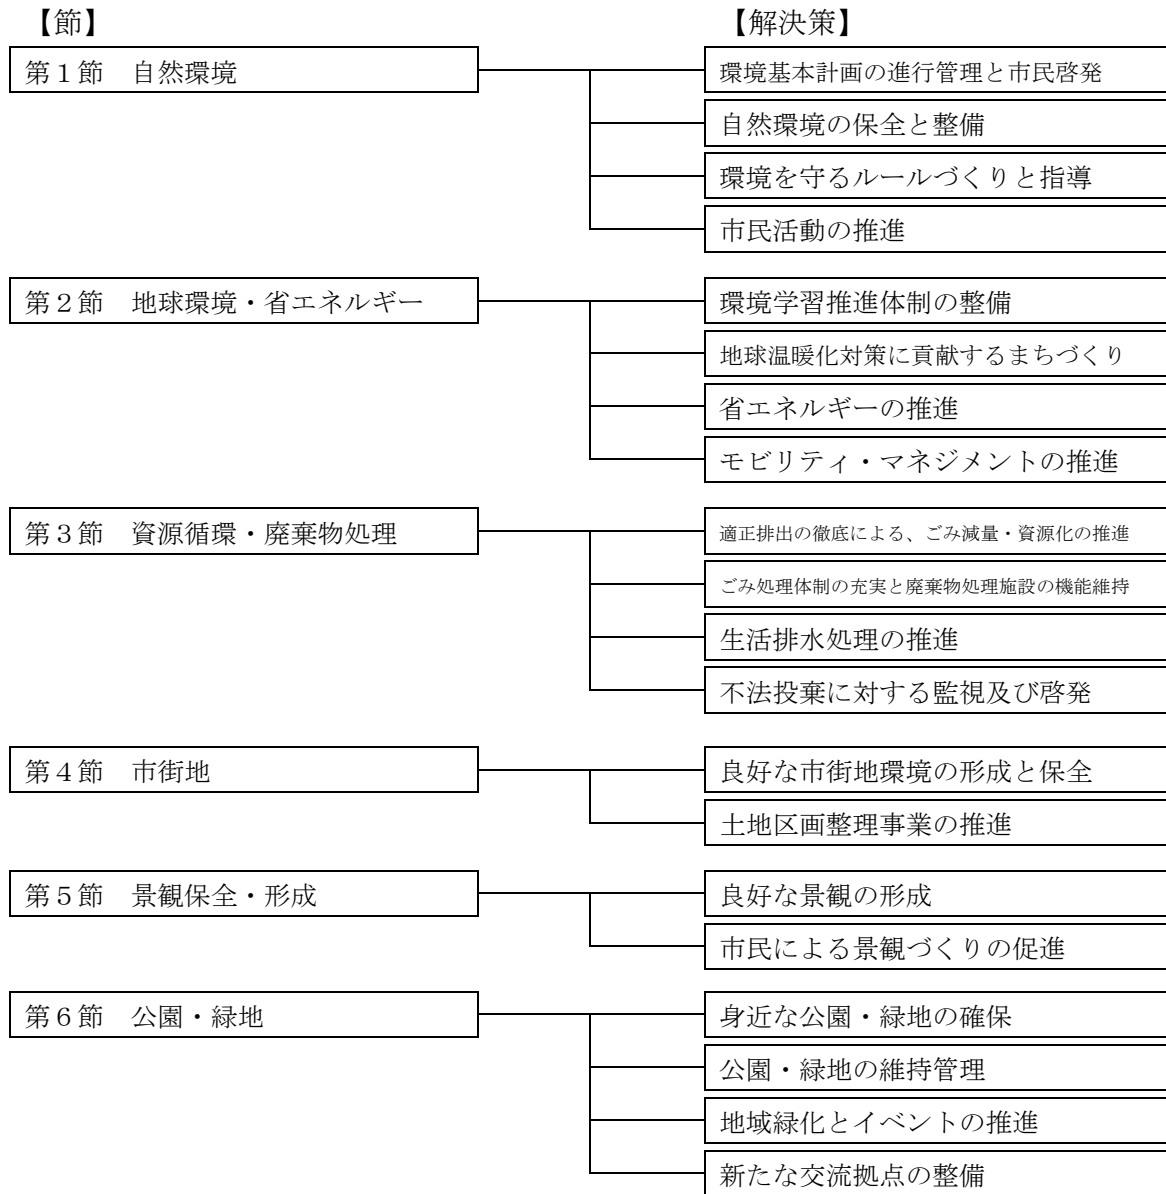 【節】 【解決策】
第１節　自然環境
環境基本計画の進行管理と市民啓発
自然環境の保全と整備
環境を守るルールづくりと指導
市民活動の推進
第２節　地球環境・省エネルギー
環境学習推進体制の整備
地球温暖化対策に貢献するまちづくり
省エネルギーの推進
モビリティ・マネジメントの推進
第３節　資源循環・廃棄物処理
適正排出の徹底による、ごみ減量・資源化の推進
ごみ処理体制の充実と廃棄物処理施設の機能維持
生活排水処理の推進
不法投棄に対する監視及び啓発
第４節　市街地
良好な市街地環境の形成と保全
土地区画整理事業の推進
第５節　景観保全・形成
良好な景観の形成
市民による景観づくりの促進
第６節　公園・緑地
身近な公園・緑地の確保
公園・緑地の維持管理
地域緑化とイベントの推進
新たな交流拠点の整備